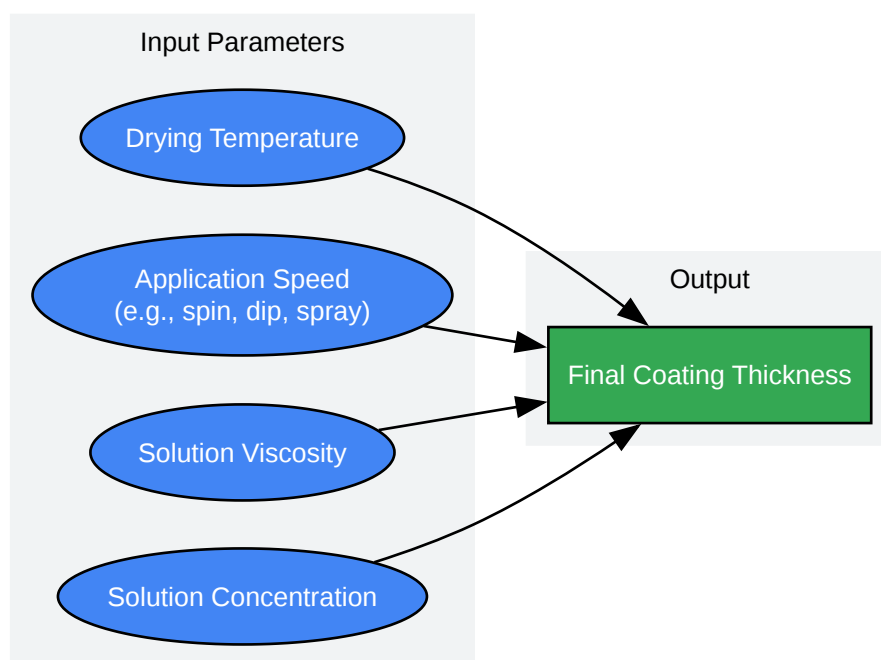 Input Parameters
Drying Temperature
Application Speed
(e.g., spin, dip, spray)
Solution Viscosity
Solution Concentration
Output
Final Coating Thickness